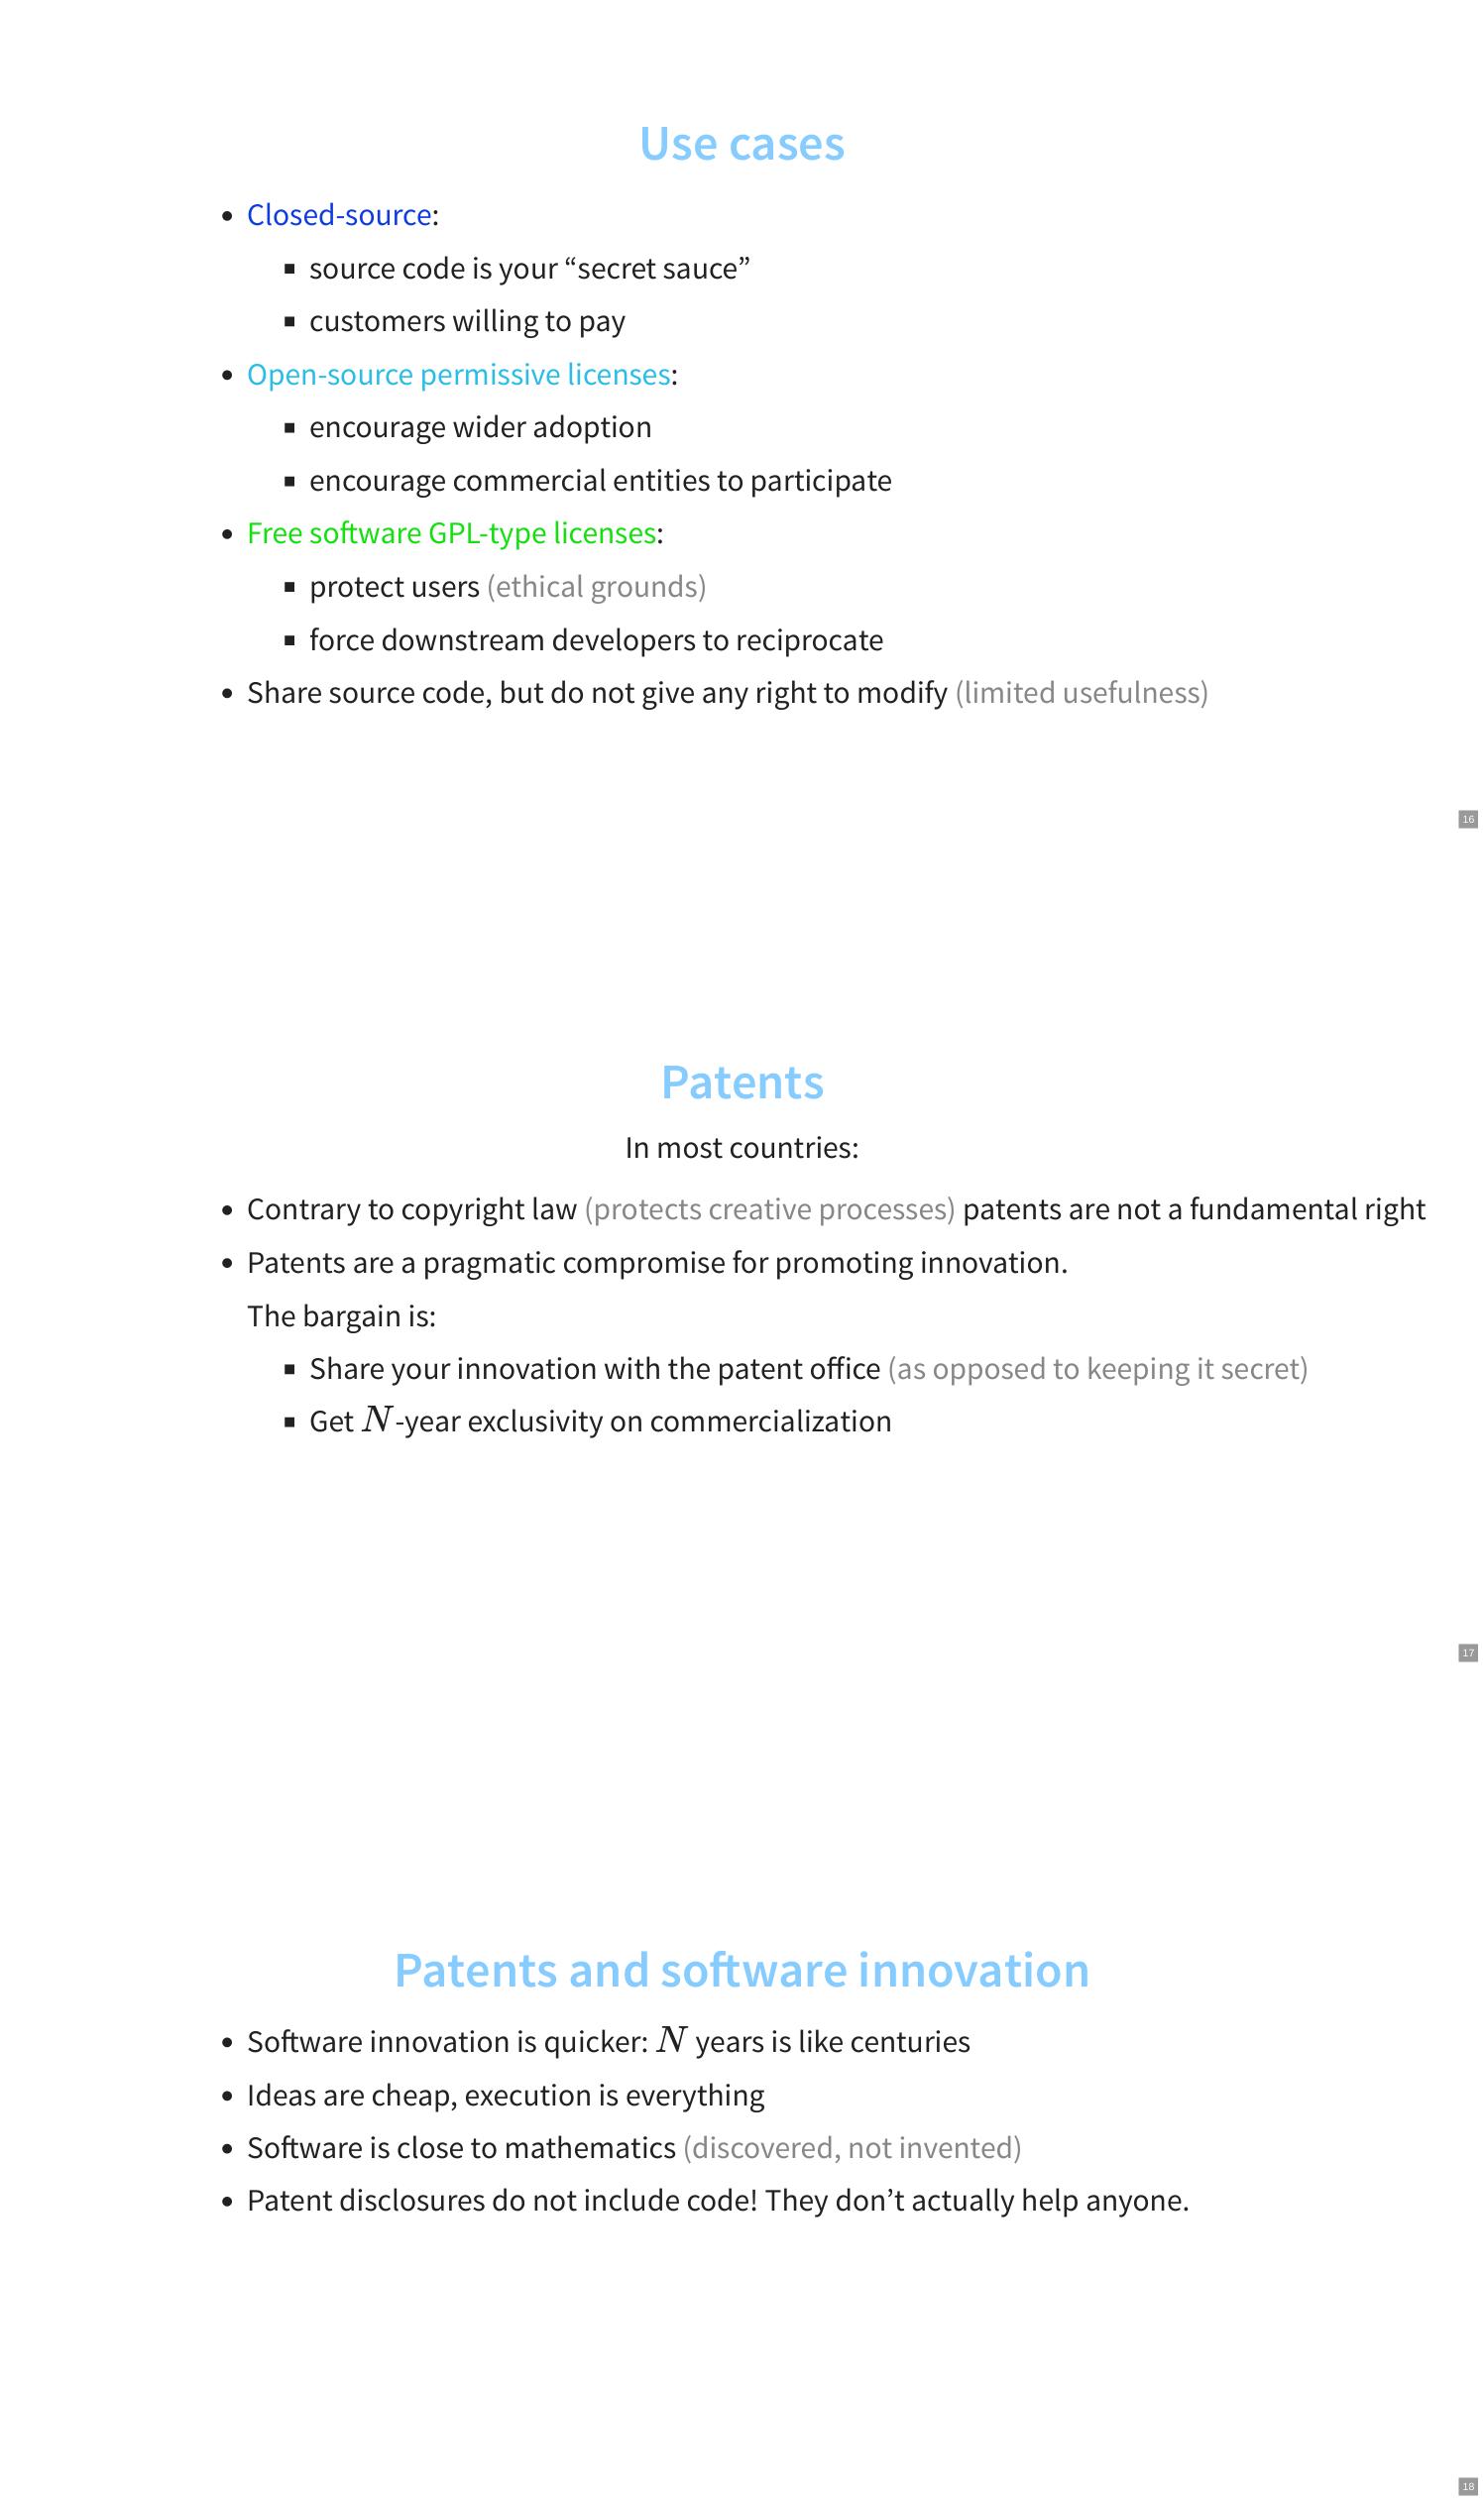 Use cases
• Closed-source:
▪ source code is your “secret sauce”
▪ customers willing to pay
• Open-source permissive licenses:
▪ encourage wider adoption
▪ encourage commercial entities to participate
• Free software GPL-type licenses:
▪ protect users (ethical grounds)
▪ force downstream developers to reciprocate
• Share source code, but do not give any right to modify (limited usefulness)
16
Patents
In most countries:
• Contrary to copyright law (protects creative processes) patents are not a fundamental right
• Patents are a pragmatic compromise for promoting innovation.
The bargain is:
▪ Share your innovation with the patent office (as opposed to keeping it secret)
▪ Get N-year exclusivity on commercialization
17
Patents and software innovation
• Software innovation is quicker: N years is like centuries
• Ideas are cheap, execution is everything
• Software is close to mathematics (discovered, not invented)
• Patent disclosures do not include code! They don’t actually help anyone.
18